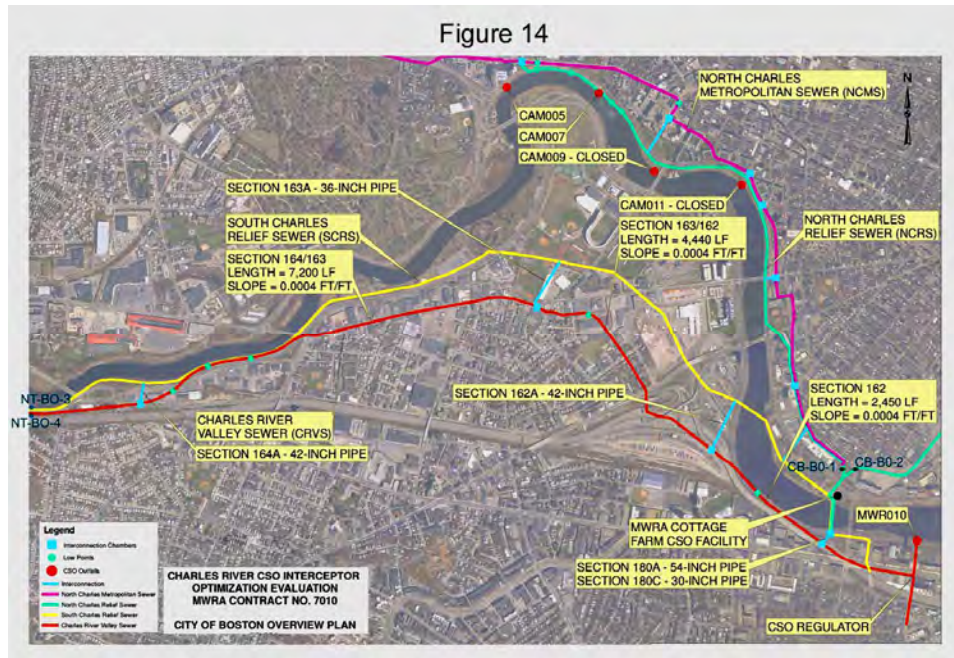 Figure 14
N
NORTH CHARLES
METROPOLITAN SEWER (NCMS)
CAM005
CAM007
CAM009 - CLOSED
SECTION 163A - 36-INCH PIPE
CAM011 - CLOSED
SOUTH CHARLES
RELIEF SEWER (SCRS)
SECTION 163/162
LENGTH = 4,440 LF
SLOPE = 0.0004 FT/FT
NORTH CHARLES
RELIEF SEWER (NCRS)
SECTION 164/163
LENGTH = 7,200 LF
SLOPE = 0.0004 FT/FT
SECTION 162A - 42-INCH PIPE
SECTION 162
LENGTH = 2,450 LF
SLOPE = 0.0004 FT/FT
NT-BO-3
NT-BO-4
CHARLES RIVER
VALLEY SEWER (CRVS)
SECTION 164A - 42-INCH PIPE
CB-B0-1
CB-B0-2
MWRA COTTAGE
FARM CSO FACILITY
MWR010
SECTION 180A - 54-INCH PIPE
SECTION 180C - 30-INCH PIPE
CSO REGULATOR
Legend
Interconnection Chambers
Low Points
CSO Outfalls
Interconnection
North Charles Metropolitan Sewer
North Charles Relief Sewer
South Charles Relief Sewer
Charles River Valley Sewer
CHARLES RIVER CSO INTERCEPTOR
OPTIMIZATION EVALUATION
MWRA CONTRACT NO. 7010
CITY OF BOSTON OVERVIEW PLAN